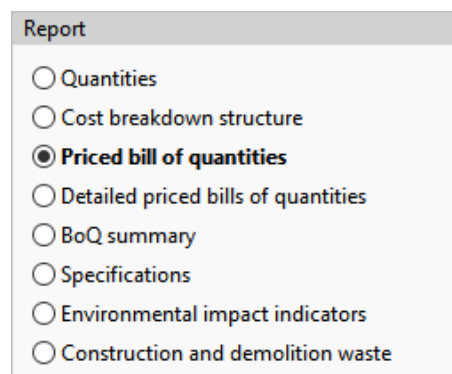 Report
Quantities
Cost breakdown structure
Priced bill of quantities
Detailed priced bills of quantities
BoQ summary
Specifications
Environmental impact indicators
Construction and demolition waste